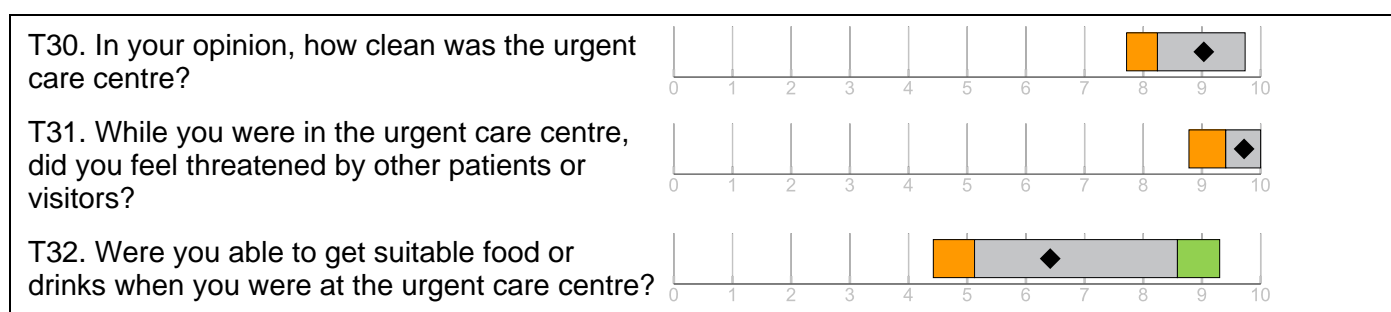 T30. In your opinion, how clean was the urgent
care centre?
0 1 2 3 4 5 6 7 8 9 10
T31. While you were in the urgent care centre,
did you feel threatened by other patients or
visitors?
0 1 2 3 4 5 6 7 8 9 10
T32. Were you able to get suitable food or
drinks when you were at the urgent care centre?
0 1 2 3 4 5 6 7 8 9 10